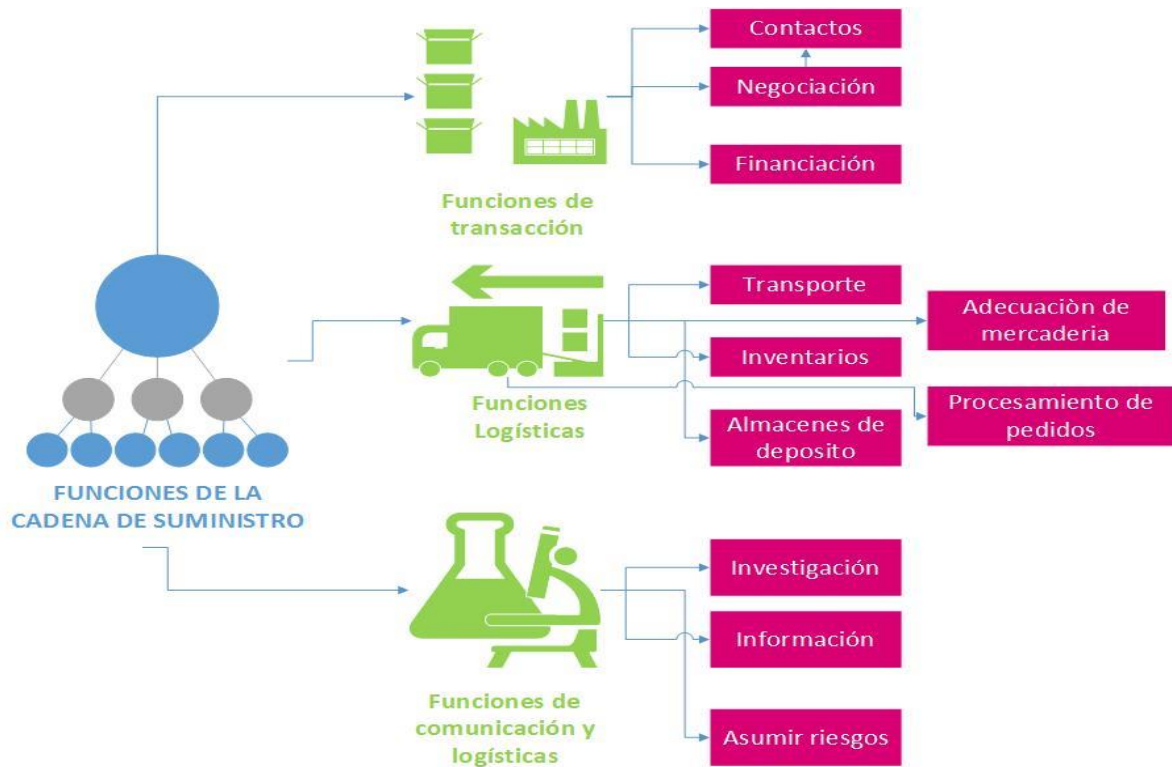 Contactos
Negociación
Financiación
Funciones de
transacción
Transporte
Adecuaciòn de
mercaderia
Inventarios
Funciones
Logísticas
Procesamiento de
pedidos
Almacenes de
deposito
FUNCIONES DE LA
CADENA DE SUMINISTRO
Investigación
Información
Funciones de
comunicación y
logísticas
Asumir riesgos